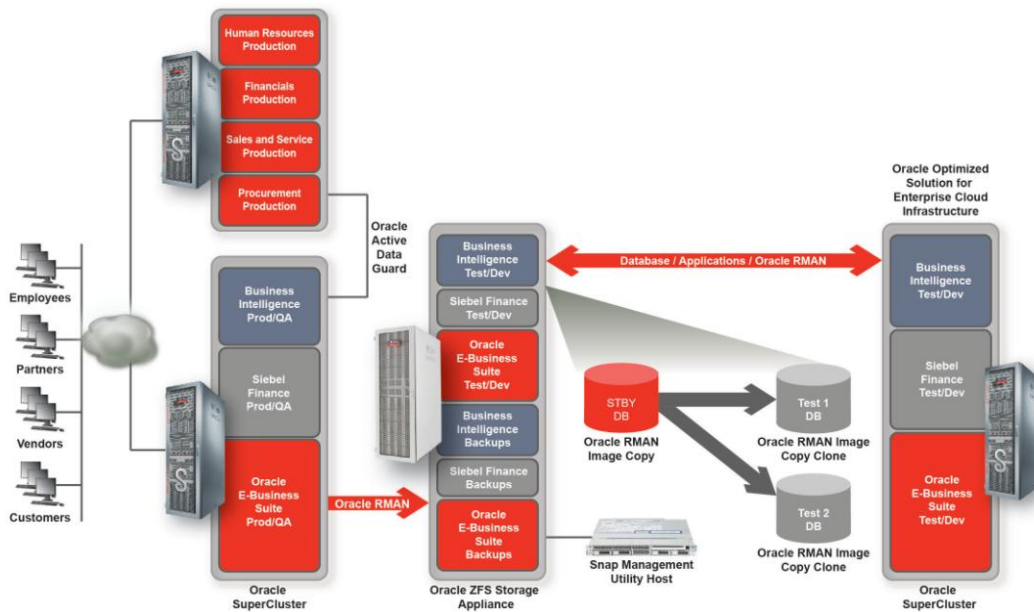 Human Resources
Production
Financials
Production
Sales and Service
Production
Procurement
Production
Oracle
Active
Data
Guard
Employees
Partners
Vendors
Customers
Business
Intelligence
Prod/QA
Siebel
Finance
Prod/QA
Oracle
E-Business
Suite
Prod/QA
Oracle
SuperCluster
Oracle RMAN
Business
Intelligence
Test/Dev
Siebel Finance
Test/Dev
Oracle
E-Business
Suite
Test/Dev
Business
Intelligence
Backups
Siebel Finance
Backups
Oracle
E-Business
Suite
Backups
Oracle ZFS Storage
Appliance
Database / Applications / Oracle RMAN
STBY
DB
Oracle RMAN
Image Copy
Test 1
DB
Oracle RMAN Image
Copy Clone
Test 2
DB
Oracle RMAN Image
Copy Clone
Snap Management
Utility Host
Oracle Optimized
Solution for
Enterprise Cloud
Infrastructure
Business
Intelligence
Test/Dev
Siebel
Finance
Test/Dev
Oracle
E-Business
Suite
Test/Dev
Oracle
SuperCluster